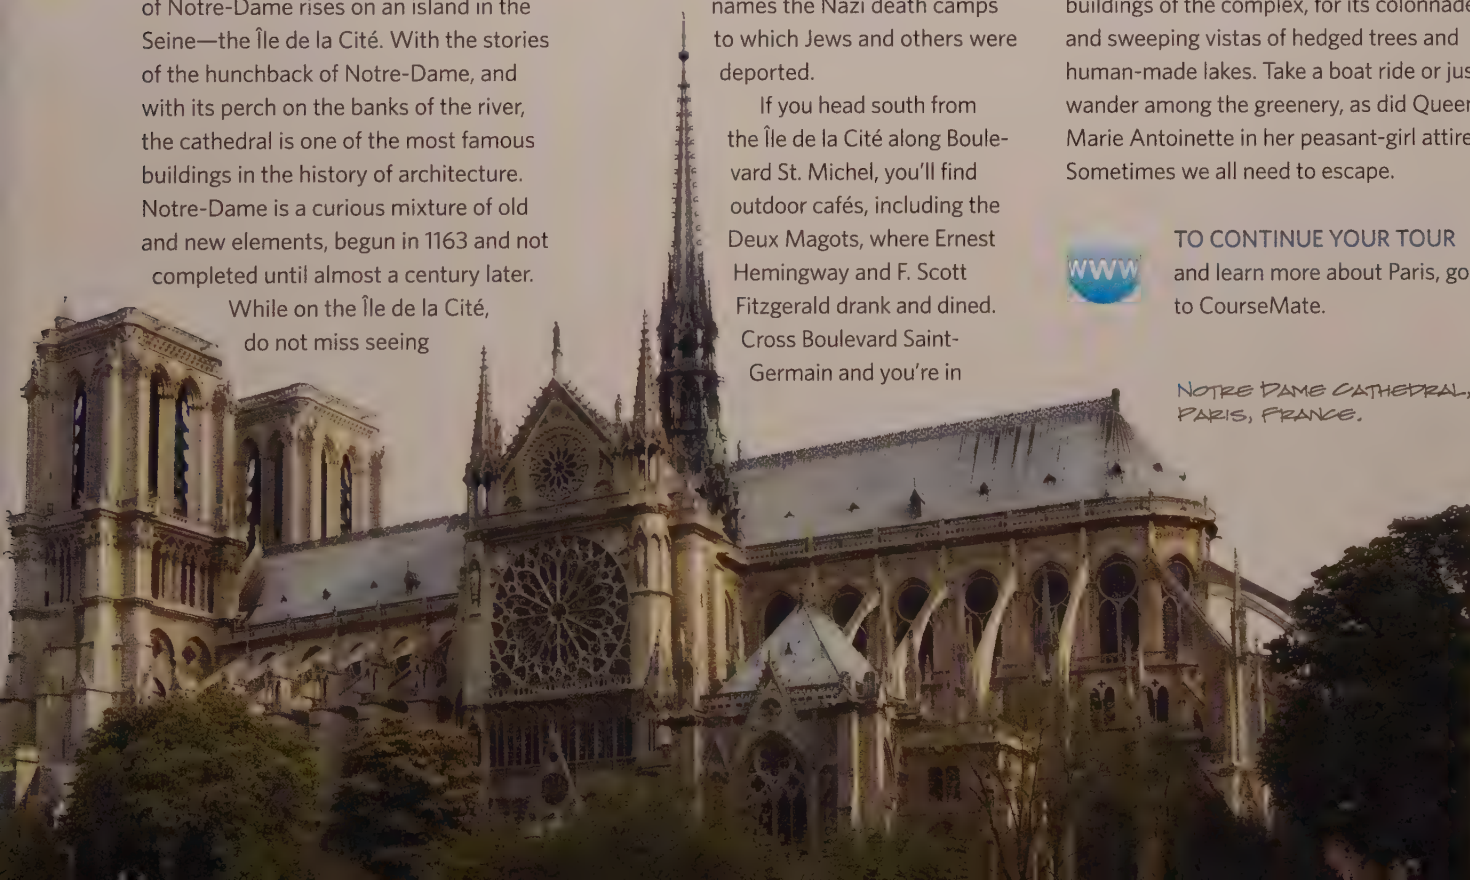 of Notre-Dame rises on an island in the
Seine—the Île de la Cité. With the stories
of the hunchback of Notre-Dame, and
with its perch on the banks of the river,
the cathedral is one of the most famous
buildings in the history of architecture.
Notre-Dame is a curious mixture of old
and new elements, begun in 1163 and not
completed until almost a century later.
While on the Île de la Cité,
do not miss seeing
names the Nazi death camps
to which Jews and others were
deported.
If you head south from
the Île de la Cité along Boule-
vard St. Michel, you'll find
outdoor cafés, including the
Deux Magots, where Ernest
Hemingway and F. Scott
Fitzgerald drank and dined.
Cross Boulevard Saint-
Germain and you're in
buildings of the complex, for its colonnade
and sweeping vistas of hedged trees and
human-made lakes. Take a boat ride or jus
wander among the greenery, as did Queen
Marie Antoinette in her peasant-girl attire
Sometimes we all need to escape.
WWW
TO CONTINUE YOUR TOUR
and learn more about Paris, go
to CourseMate.
NOTRE DAME CATHEDRAL,
PARIS, FRANCE.